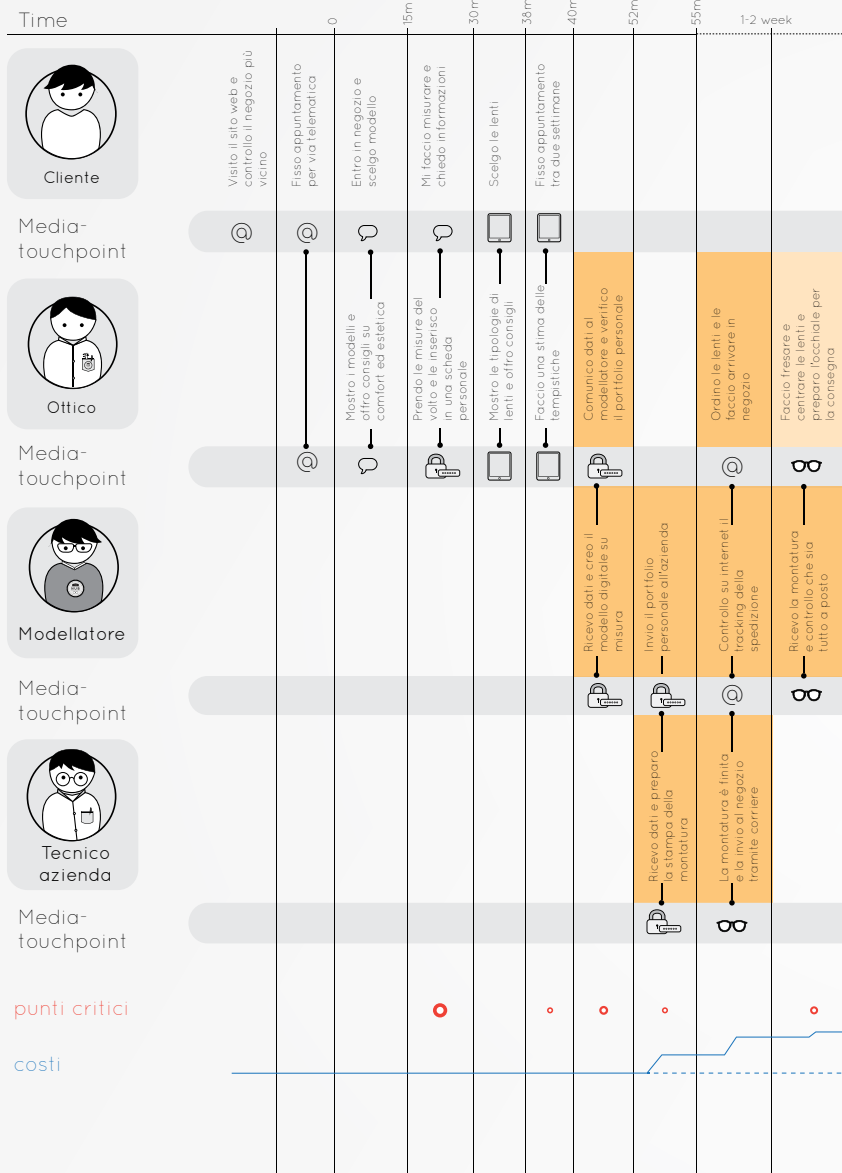 Time
0
15m
30m
38m
40m
52m
55m
1-2 week
Cliente
Visito il sito web e
controllo il negozio più
vicino
Fisso appuntamento
per via telematica
Entro in negozio e
scelgo modello
Mi faccio misurare e
chiedo informazioni
Scelgo le lenti
Fisso appuntamento
tra due settimane
Media-
touchpoint
Ottico
Mostro i modelli e
offro consigli su
comfort ed estetica
Prendo le misure del
volto e le inserisco
in una scheda
personale
Mostro le tipologie di
lenti e offro consigli
Faccio una stima delle
tempistiche
Comunico dati al
modellatore e verifico
il portfolio personale
Ordino le lenti e le
faccio arrivare in
negozio
Faccio fresare e
centrare le lenti e
preparo l'occhiale per
la consegna
Media-
touchpoint
Modellatore
Ricevo dati e creo il
modello digitale su
misura
Invio il portfolio
personale all'azienda
Controllo su internet il
tracking della
spedizione
Ricevo la montatura
e controllo che sia
tutto a posto
Media-
touchpoint
Tecnico
azienda
Ricevo dati e preparo
la stampa della
montatura
La montatura è finita
e la invio al negozio
tramite corriere
Media-
touchpoint
punti critici
costi